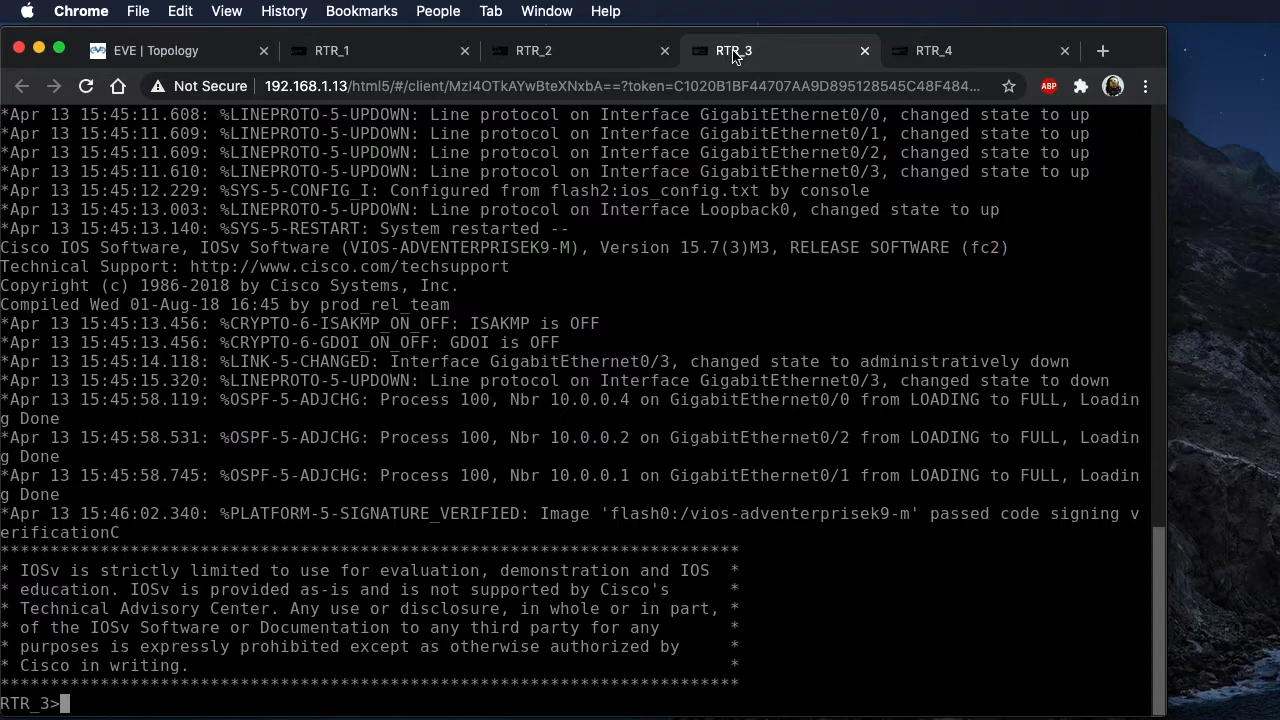 Chrome File Edit View History Bookmarks People Tab Window Help
EVE | Topology RTR_1 RTR_2 RTR_3 RTR_4
Not Secure 192.168.1.13/html5/#/client/MzI4OTkAYwBteXNxbA==?token=C1020B1BF44707AA9D895128545C48F484...
ABP
*Apr 13 15:45:11.608: %LINEPROTO-5-UPDOWN: Line protocol on Interface GigabitEthernet0/0, changed state to up
*Apr 13 15:45:11.609: %LINEPROTO-5-UPDOWN: Line protocol on Interface GigabitEthernet0/1, changed state to up
*Apr 13 15:45:11.609: %LINEPROTO-5-UPDOWN: Line protocol on Interface GigabitEthernet0/2, changed state to up
*Apr 13 15:45:11.610: %LINEPROTO-5-UPDOWN: Line protocol on Interface GigabitEthernet0/3, changed state to up
*Apr 13 15:45:12.229: %SYS-5-CONFIG_I: Configured from flash2:ios_config.txt by console
*Apr 13 15:45:13.003: %LINEPROTO-5-UPDOWN: Line protocol on Interface Loopback0, changed state to up
*Apr 13 15:45:13.140: %SYS-5-RESTART: System restarted --
Cisco IOS Software, IOSv Software (VIOS-ADVENTERPRISEK9-M), Version 15.7(3)M3, RELEASE SOFTWARE (fc2)
Technical Support: http://www.cisco.com/techsupport
Copyright (c) 1986-2018 by Cisco Systems, Inc.
Compiled Wed 01-Aug-18 16:45 by prod_rel_team
*Apr 13 15:45:13.456: %CRYPTO-6-ISAKMP_ON_OFF: ISAKMP is OFF
*Apr 13 15:45:13.456: %CRYPTO-6-GDOI_ON_OFF: GDOI is OFF
*Apr 13 15:45:14.118: %LINK-5-CHANGED: Interface GigabitEthernet0/3, changed state to administratively down
*Apr 13 15:45:15.320: %LINEPROTO-5-UPDOWN: Line protocol on Interface GigabitEthernet0/3, changed state to down
*Apr 13 15:45:58.119: %OSPF-5-ADJCHG: Process 100, Nbr 10.0.0.4 on GigabitEthernet0/0 from LOADING to FULL, Loadin
g Done
*Apr 13 15:45:58.531: %OSPF-5-ADJCHG: Process 100, Nbr 10.0.0.2 on GigabitEthernet0/2 from LOADING to FULL, Loadin
g Done
*Apr 13 15:45:58.745: %OSPF-5-ADJCHG: Process 100, Nbr 10.0.0.1 on GigabitEthernet0/1 from LOADING to FULL, Loadin
g Done
*Apr 13 15:46:02.340: %PLATFORM-5-SIGNATURE_VERIFIED: Image 'flash0:/vios-adventerprisek9-m' passed code signing v
erificationC
**************************************************************************
* IOSv is strictly limited to use for evaluation, demonstration and IOS *
* education. IOSv is provided as-is and is not supported by Cisco's *
* Technical Advisory Center. Any use or disclosure, in whole or in part, *
* of the IOSv Software or Documentation to any third party for any *
* purposes is expressly prohibited except as otherwise authorized by *
* Cisco in writing. *
**************************************************************************
RTR_3>